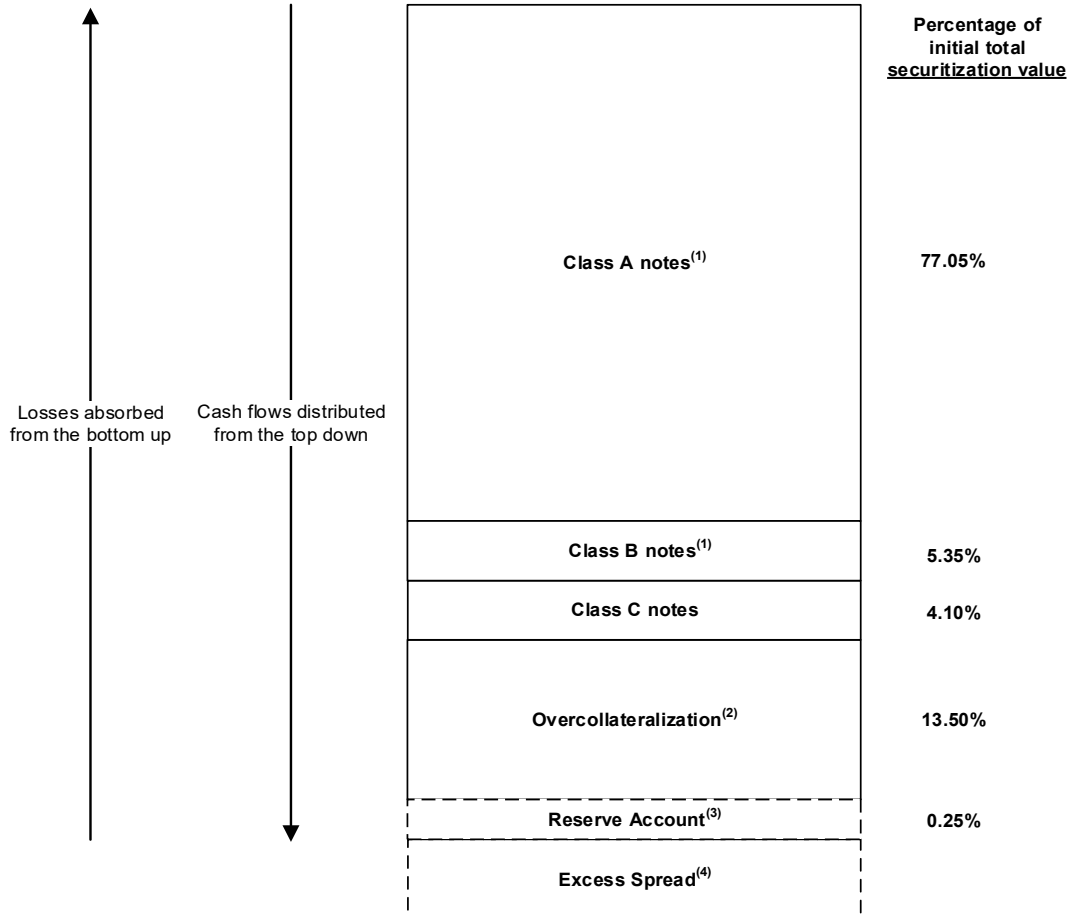 Percentage of
initial total
securitization value
Class A notes(1)
77.05%
Losses absorbed
from the bottom up
Cash flows distributed
from the top down
Class B notes(1)
5.35%
Class C notes
4.10%
Overcollateralization(2)
13.50%
Reserve Account(3)
0.25%
Excess Spread(4)